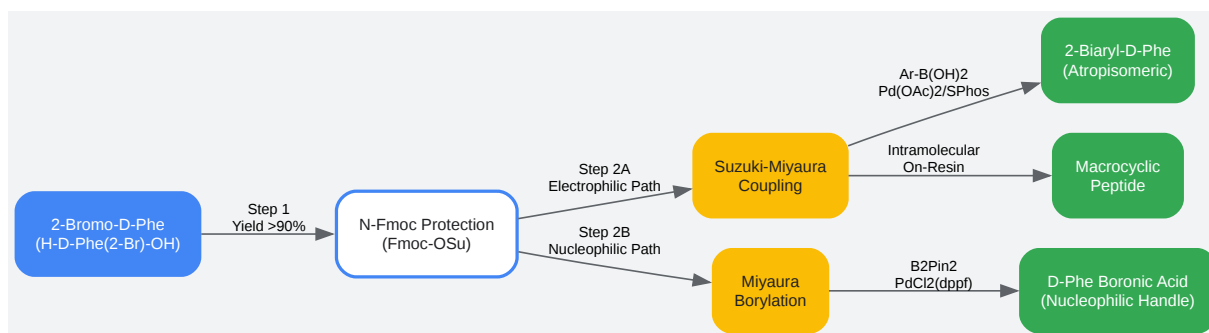 2-Bromo-D-Phe
(H-D-Phe(2-Br)-OH)
Step 1
Yield >90%
N-Fmoc Protection
(Fmoc-OSu)
Step 2A
Electrophilic Path
Step 2B
Nucleophilic Path
Suzuki-Miyaura
Coupling
Miyaura
Borylation
Ar-B(OH)2
Pd(OAc)2/SPhos
Intramolecular
On-Resin
B2Pin2
PdCl2(dppf)
2-Biaryl-D-Phe
(Atropisomeric)
Macrocyclic
Peptide
D-Phe Boronic Acid
(Nucleophilic Handle)